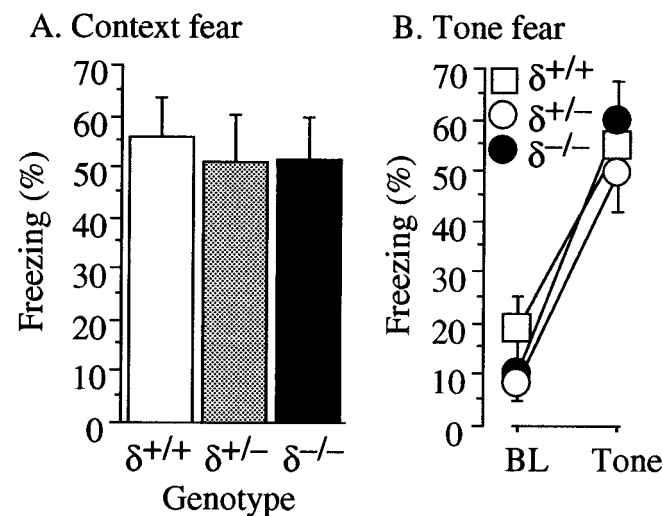 A. Context fear
70
60
50
40
30
20
10
0
Freezing (%)
δ+/+ δ+/− δ−/−
Genotype
B. Tone fear
70
60
50
40
30
20
10
0
Freezing (%)
δ+/+
δ+/−
δ−/−
BL Tone